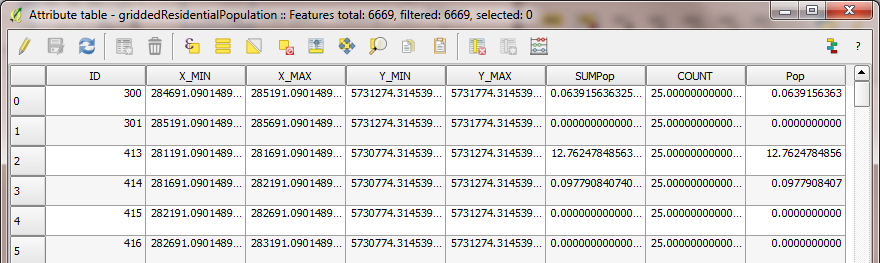 Attribute table - griddedResidentialPopulation :: Features total: 6669, filtered: 6669, selected: 0
?
ID X_MIN X_MAX Y_MIN Y_MAX SUMPop COUNT Pop
0 300 284691.0901489... 285191.0901489... 5731274.314539... 5731774.314539... 0.063915636325... 25.00000000000... 0.0639156363
1 301 285191.0901489... 285691.0901489... 5731274.314539... 5731774.314539... 0.000000000000... 25.00000000000... 0.0000000000
2 413 281191.0901489... 281691.0901489... 5730774.314539... 5731274.314539... 12.76247848563... 25.00000000000... 12.7624784856
3 414 281691.0901489... 282191.0901489... 5730774.314539... 5731274.314539... 0.097790840740... 25.00000000000... 0.0977908407
4 415 282191.0901489... 282691.0901489... 5730774.314539... 5731274.314539... 0.000000000000... 25.00000000000... 0.0000000000
5 416 282691.0901489... 283191.0901489... 5730774.314539... 5731274.314539... 0.000000000000... 25.00000000000... 0.0000000000